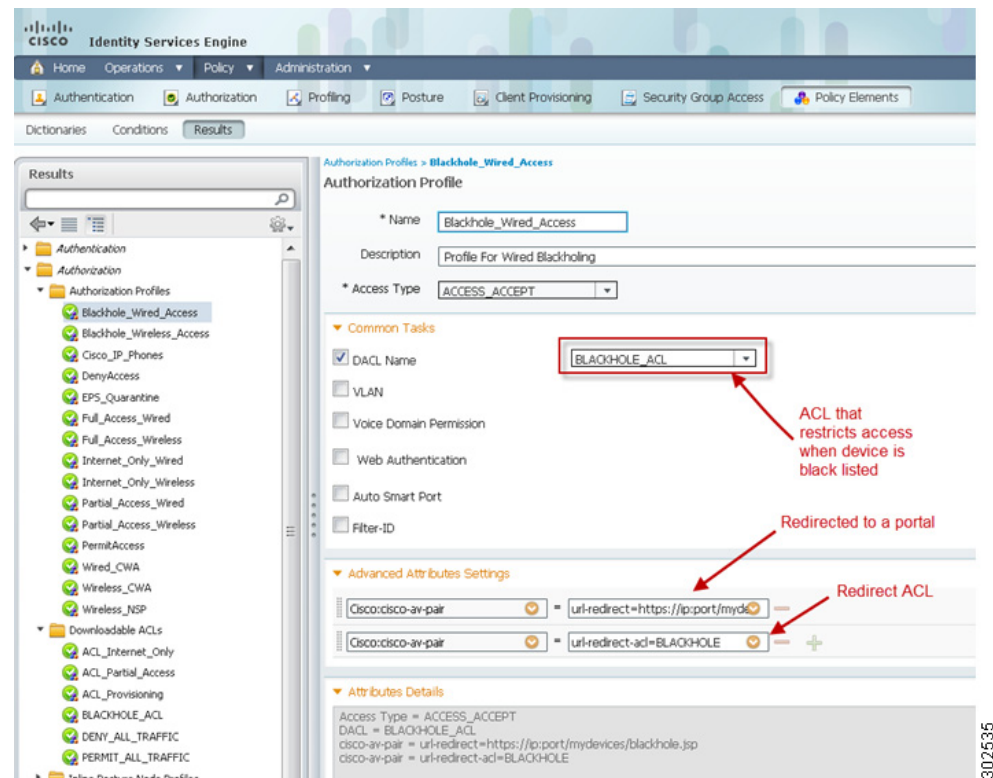 CISCO Identity Services Engine
Home Operations Policy Administration
Authentication Authorization Profiling Posture Client Provisioning Security Group Access Policy Elements
Dictionaries Conditions Results
Results
Authentication
Authorization
Authorization Profiles
Blackhole_Wired_Access
Blackhole_Wireless_Access
Cisco_IP_Phones
DenyAccess
EPS_Quarantine
Full_Access_Wired
Full_Access_Wireless
Internet_Only_Wired
Internet_Only_Wireless
Partial_Access_Wired
Partial_Access_Wireless
PermitAccess
Wired_CWA
Wireless_CWA
Wireless_NSP
Downloadable ACLs
ACL_Internet_Only
ACL_Partial_Access
ACL_Provisioning
BLACKHOLE_ACL
DENY_ALL_TRAFFIC
PERMIT_ALL_TRAFFIC
Inline Posture Node Profiles
Authorization Profiles > Blackhole_Wired_Access
Authorization Profile
* Name Blackhole_Wired_Access
Description Profile For Wired Blackholing
* Access Type ACCESS_ACCEPT
Common Tasks
DACL Name BLACKHOLE_ACL
VLAN
Voice Domain Permission
Web Authentication
Auto Smart Port
Filter-ID
ACL that
restricts access
when device is
black listed
Redirected to a portal
Advanced Attributes Settings
Redirect ACL
Cisco:cisco-av-pair = url-redirect=https://ip:port/myde
Cisco:cisco-av-pair = url-redirect-acl=BLACKHOLE
Attributes Details
Access Type = ACCESS_ACCEPT
DACL = BLACKHOLE_ACL
cisco-av-pair = url-redirect=https://ip:port/mydevices/blackhole.jsp
cisco-av-pair = url-redirect-acl=BLACKHOLE
302535